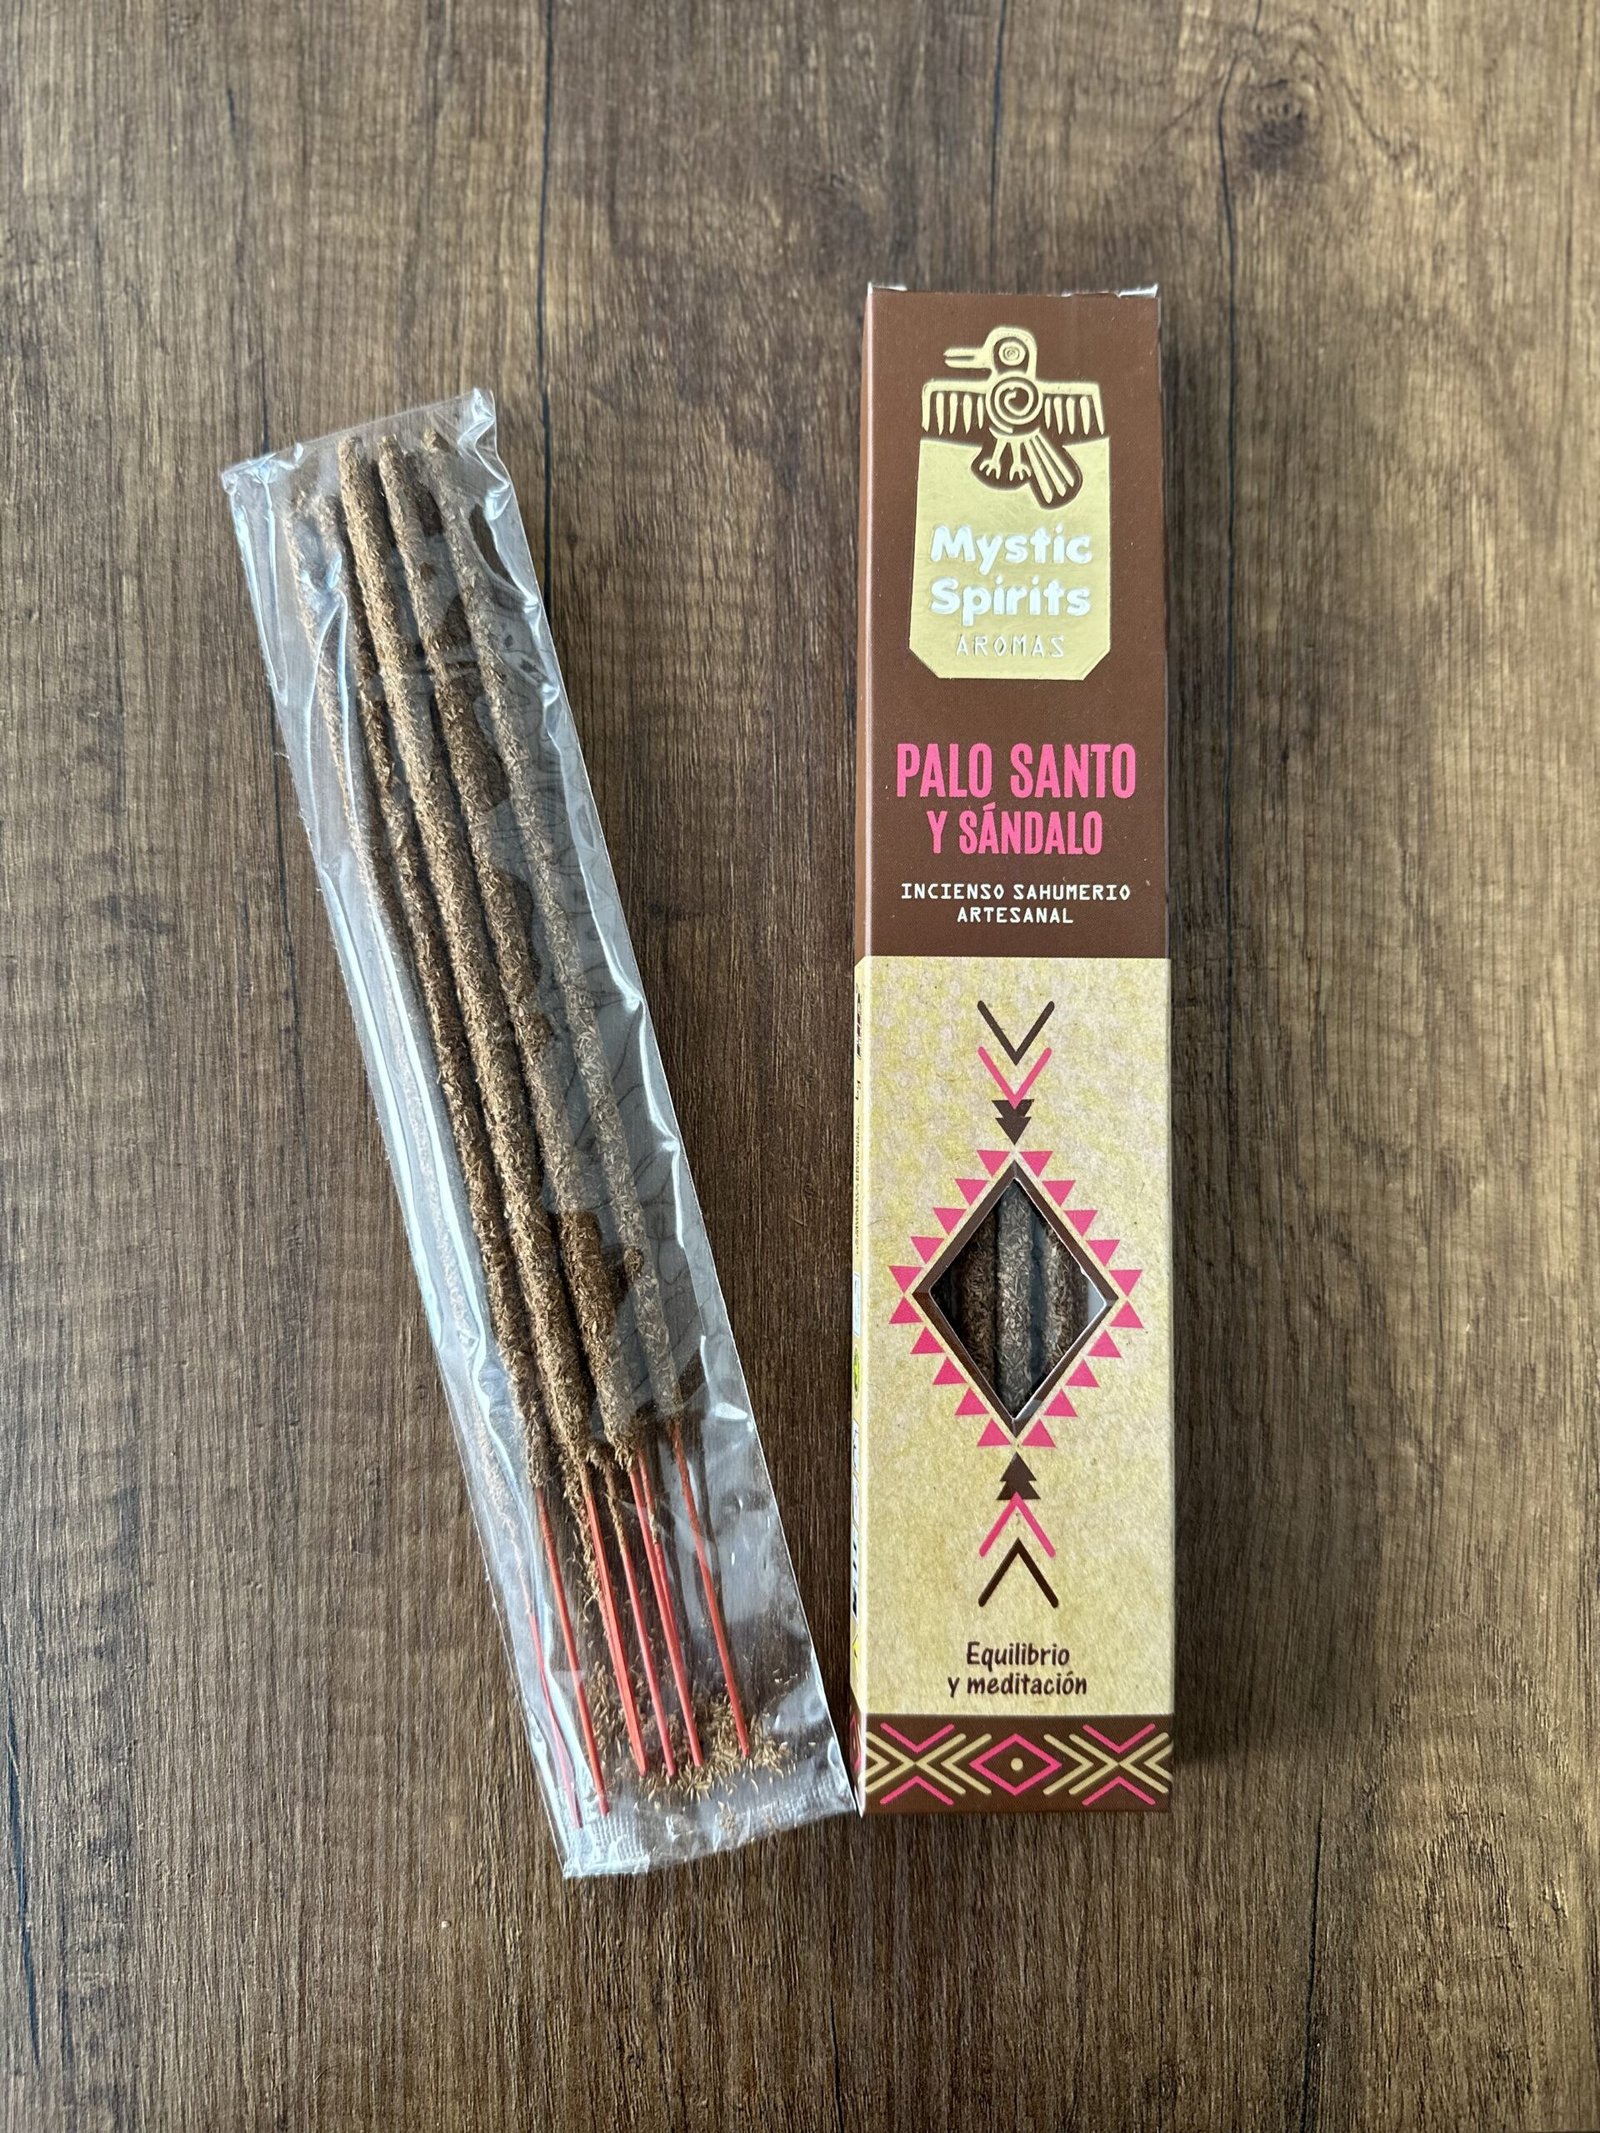 Mystic
Spirits
AROMAS
PALO SANTO
Y SÁNDALO
INCIENSO SAHUMERIO
ARTESANAL
Equilibrio
y meditación